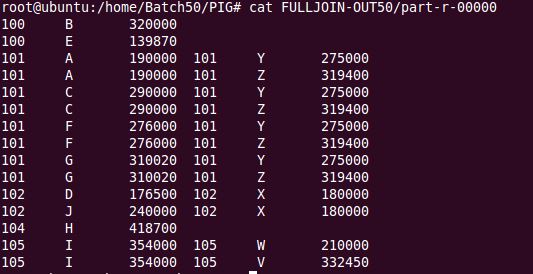 root@ubuntu:/home/Batch50/PIG# cat FULLJOIN-OUT50/part-r-00000
100 B 320000
100 E 139870
101 A 190000 101 Y 275000
101 A 190000 101 Z 319400
101 C 290000 101 Y 275000
101 C 290000 101 Z 319400
101 F 276000 101 Y 275000
101 F 276000 101 Z 319400
101 G 310020 101 Y 275000
101 G 310020 101 Z 319400
102 D 176500 102 X 180000
102 J 240000 102 X 180000
104 H 418700
105 I 354000 105 W 210000
105 I 354000 105 V 332450